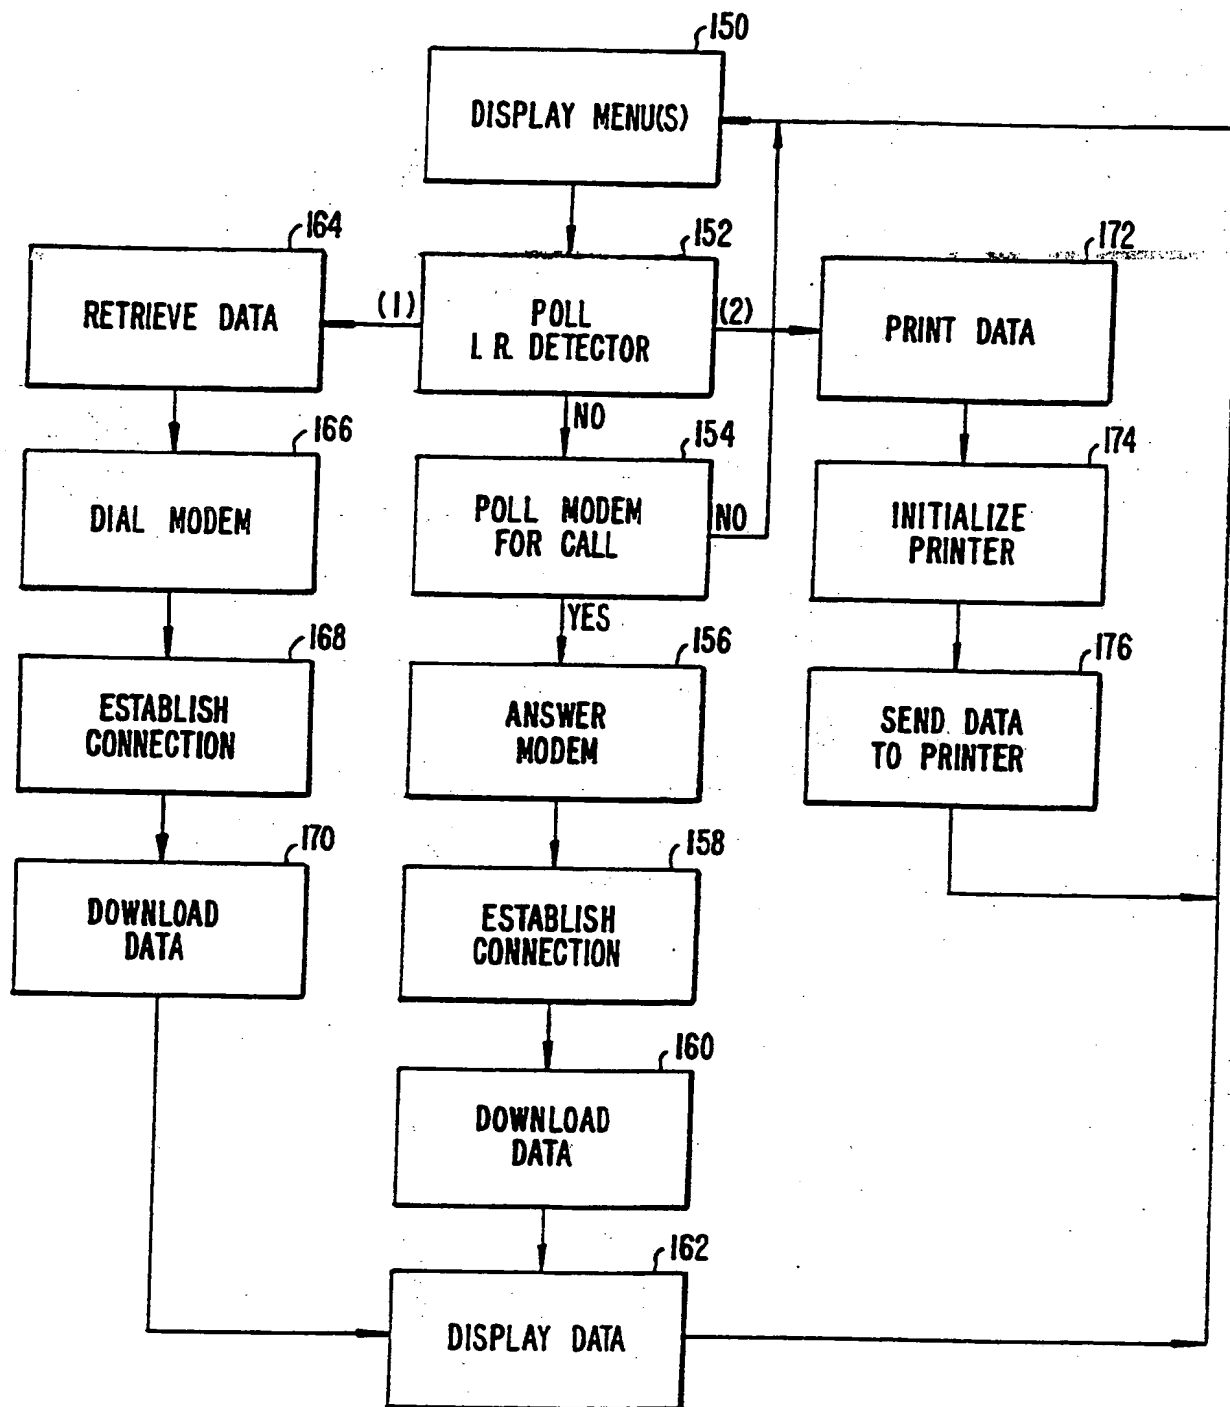 150
DISPLAY MENU(S)
164
RETRIEVE DATA
(1)
152
POLL
I. R. DETECTOR
(2)
172
PRINT DATA
NO
166
DIAL MODEM
154
POLL MODEM
FOR CALL
NO
174
INITIALIZE
PRINTER
YES
168
ESTABLISH
CONNECTION
156
ANSWER
MODEM
176
SEND DATA
TO PRINTER
170
DOWNLOAD
DATA
158
ESTABLISH
CONNECTION
160
DOWNLOAD
DATA
162
DISPLAY DATA